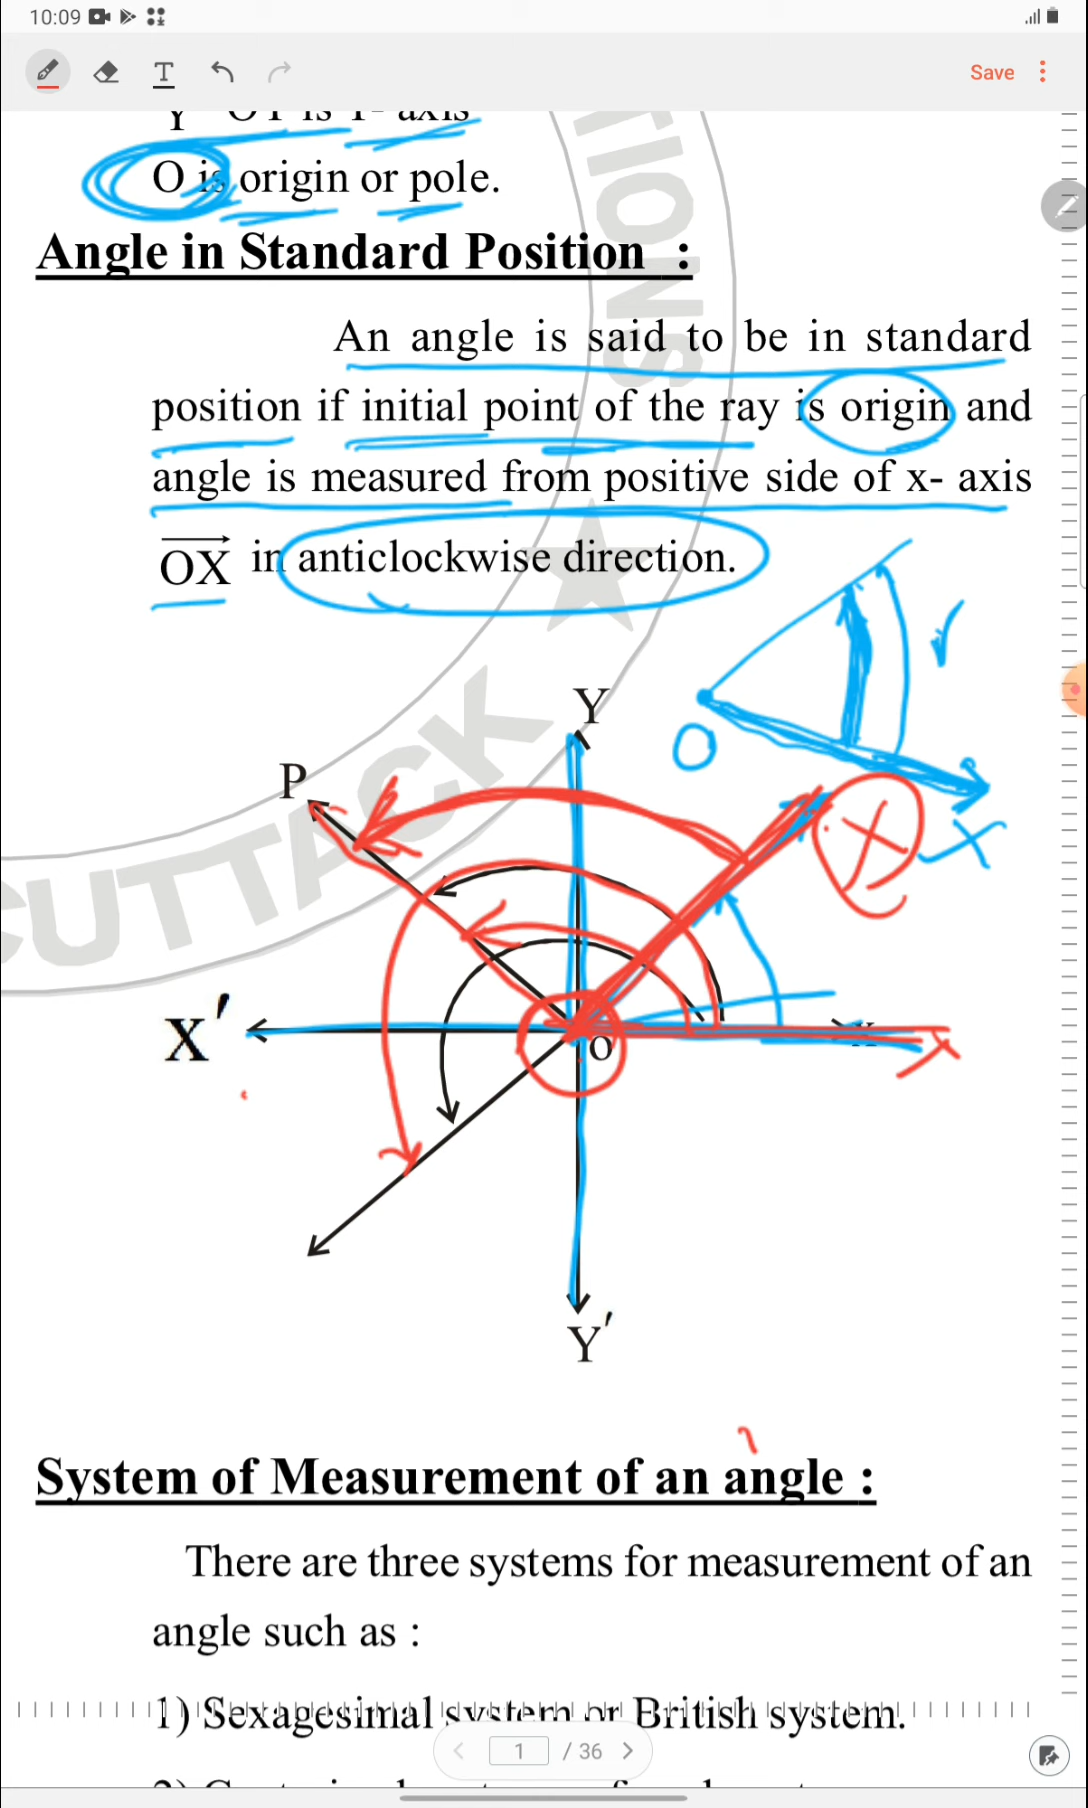 10:09
Save
O is origin or pole.
Angle in Standard Position :
An angle is said to be in standard
position if initial point of the ray is origin and
angle is measured from positive side of x- axis
OX in anticlockwise direction.
TIONS
CUTTACK
Y
r
O
X
P
X
X′
O
X
Y′
System of Measurement of an angle :
There are three systems for measurement of an
angle such as :
1) Sexagesimal system or British system.
1 / 36